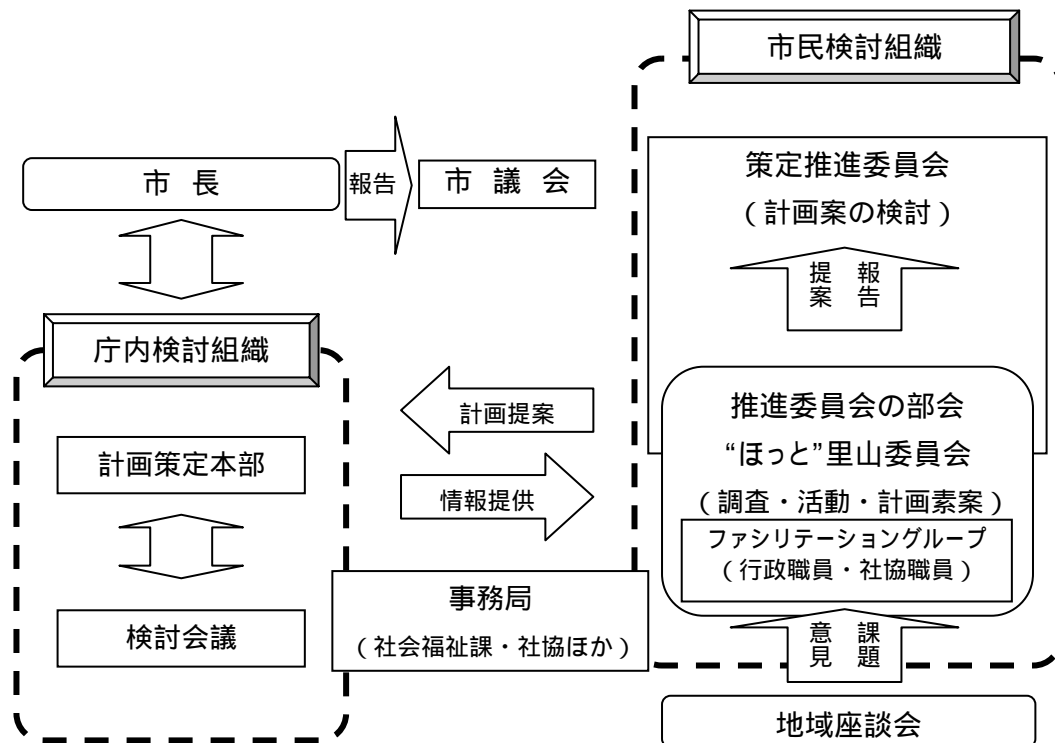 市民検討組織
策定推進委員会
（計画案の検討）
提案 報告
推進委員会の部会
“ほっと”里山委員会
（調査・活動・計画素案）
ファシリテーショングループ
（行政職員・社協職員）
意見 課題
地域座談会
市 長
報告
市 議 会
庁内検討組織
計画策定本部
検討会議
計画提案
情報提供
事務局
（社会福祉課・社協ほか）